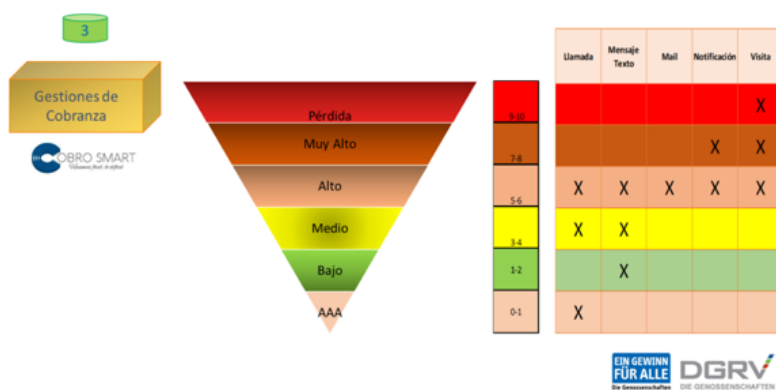 3
Gestiones de
Cobranza
COBRO SMART
Pérdida
Muy Alto
Alto
Medio
Bajo
AAA
9-10
7-8
5-6
3-4
1-2
0-1
Llamada
Mensaje
Texto
Mail
Notificación
Visita
X
X X
X X X X X
X X
X
X
EIN GEWINN
FÜR ALLE
Die Genossenschaften
DGRV
DIE GENOSSENSCHAFTEN